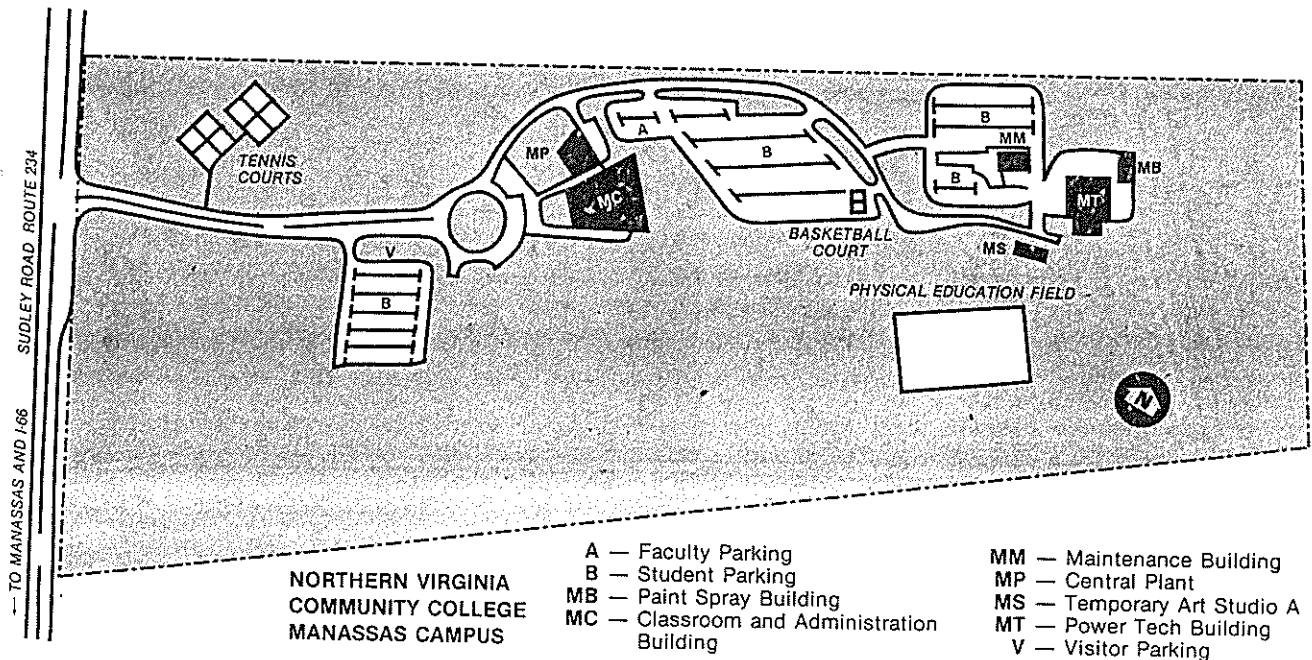 ← TO MANASSAS AND I-66 SUDLEY ROAD ROUTE 234
TENNIS
COURTS
MP
MC
A
B
V
B
BASKETBALL
COURT
B
MM
B
MB
MT
MS
PHYSICAL EDUCATION FIELD
N
NORTHERN VIRGINIA
COMMUNITY COLLEGE
MANASSAS CAMPUS
A — Faculty Parking
B — Student Parking
MB — Paint Spray Building
MC — Classroom and Administration
Building
MM — Maintenance Building
MP — Central Plant
MS — Temporary Art Studio A
MT — Power Tech Building
V — Visitor Parking